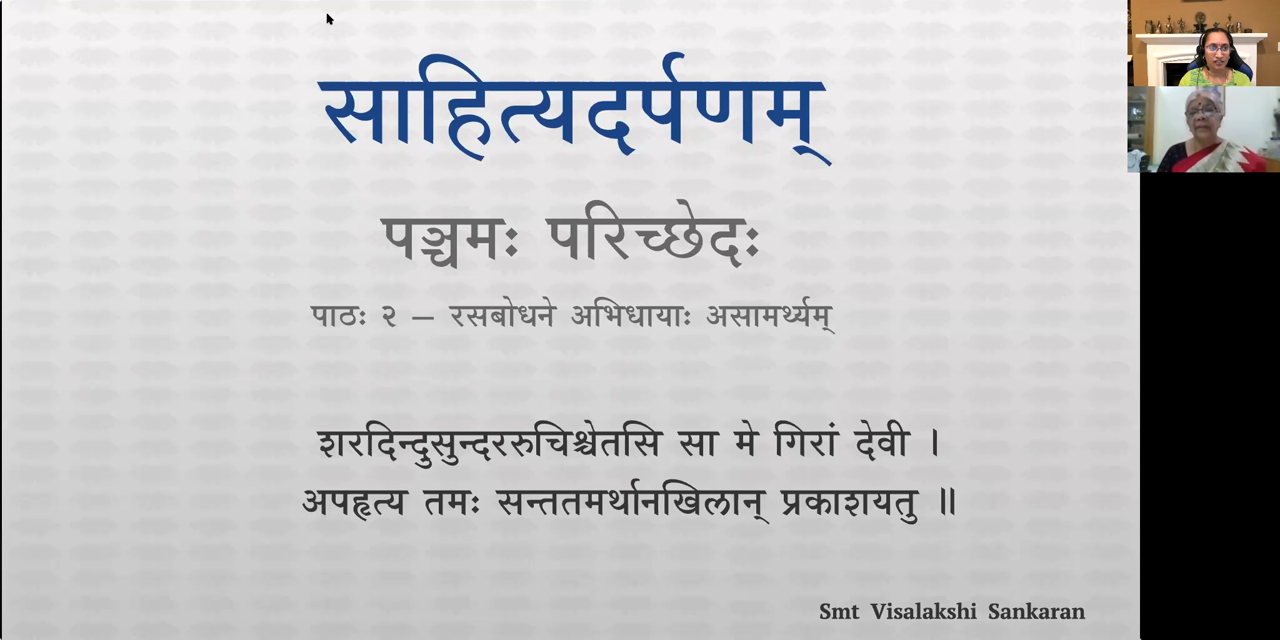 साहित्यदर्पणम्
पञ्चमः परिच्छेदः
पाठः २ – रसबोधने अभिधायाः असामर्थ्यम्
शरदिन्दुसुन्दररुचिश्चेतसि सा मे गिरां देवी ।
अपहृत्य तमः सन्ततमर्थानखिलान् प्रकाशयतु ॥
Smt Visalakshi Sankaran